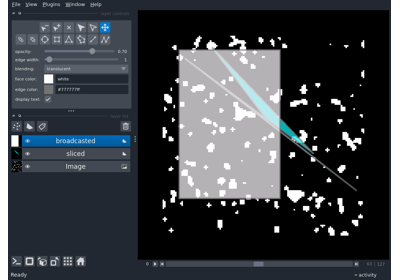 File View Plugins Window Help
opacity: 0.70
edge width: 1
blending: translucent
face color: white
edge color: #777777ff
display text: ✓
broadcasted
sliced
Image
Ready
activity